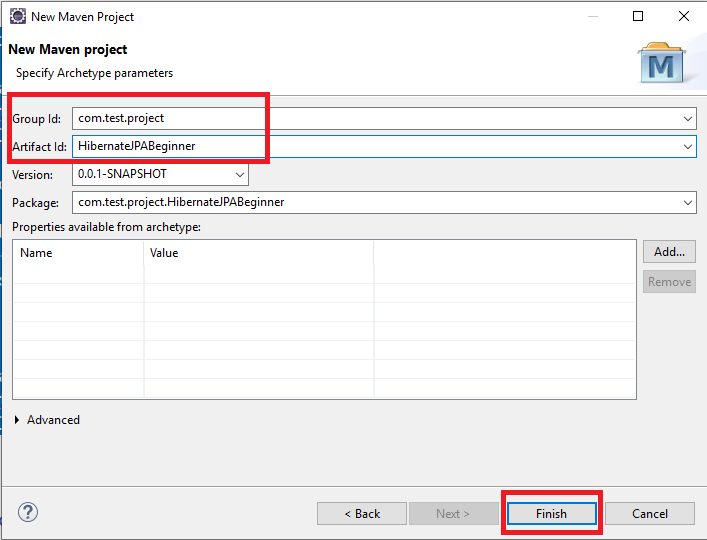 New Maven Project
New Maven project
Specify Archetype parameters
M
Group Id: com.test.project
Artifact Id: HibernateJPABeginner
Version: 0.0.1-SNAPSHOT
Package: com.test.project.HibernateJPABeginner
Properties available from archetype:
Name Value
Add...
Remove
Advanced
? < Back Next > Finish Cancel